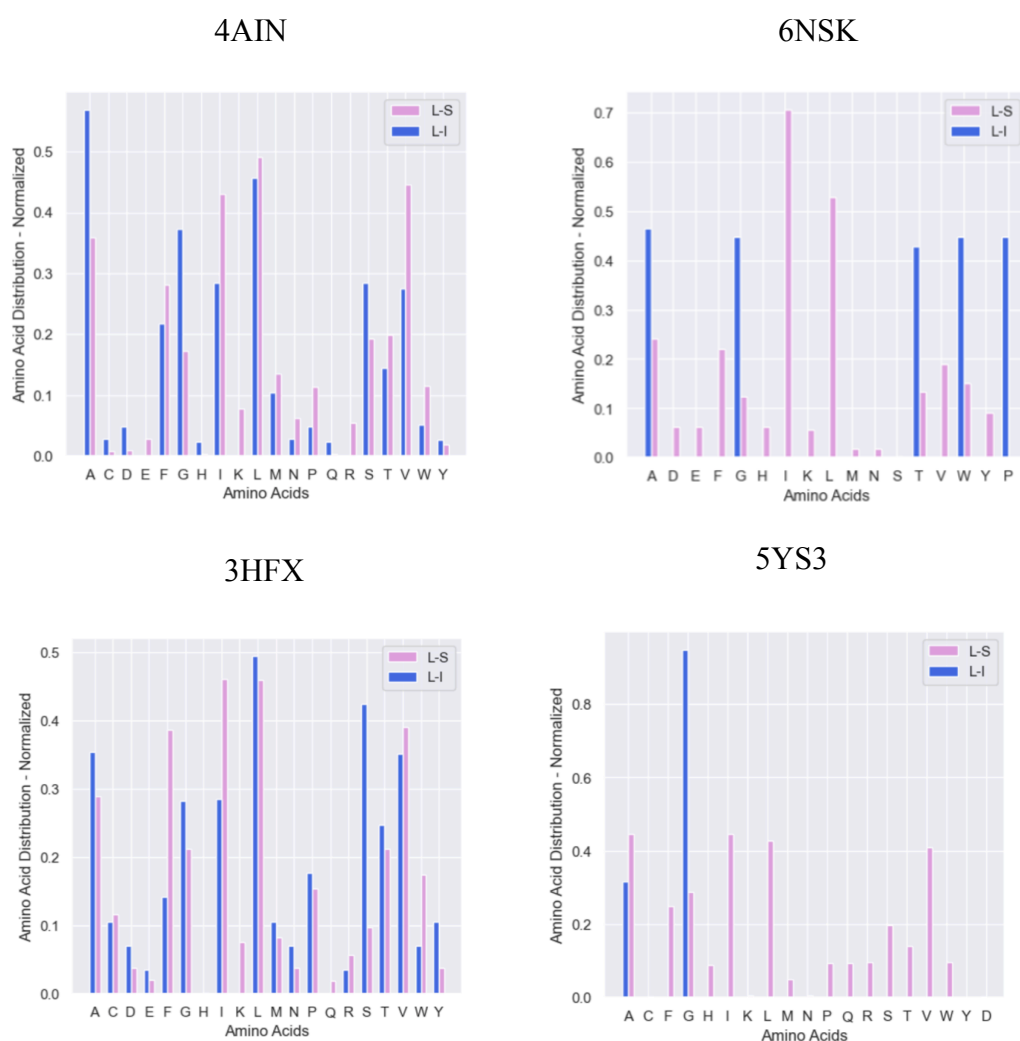 4AIN
6NSK
Amino Acid Distribution - Normalized
0.5
0.4
0.3
0.2
0.1
0.0
L-S
L-I
A C D E F G H I K L M N P Q R S T V W Y
Amino Acids
Amino Acid Distribution - Normalized
0.7
0.6
0.5
0.4
0.3
0.2
0.1
0.0
L-S
L-I
A D E F G H I K L M N S T V W Y P
Amino Acids
3HFX
5YS3
Amino Acid Distribution - Normalized
0.5
0.4
0.3
0.2
0.1
0.0
L-S
L-I
A C D E F G H I K L M N P Q R S T V W Y
Amino Acids
Amino Acid Distribution - Normalized
0.8
0.6
0.4
0.2
0.0
L-S
L-I
A C F G H I K L M N P Q R S T V W Y D
Amino Acids